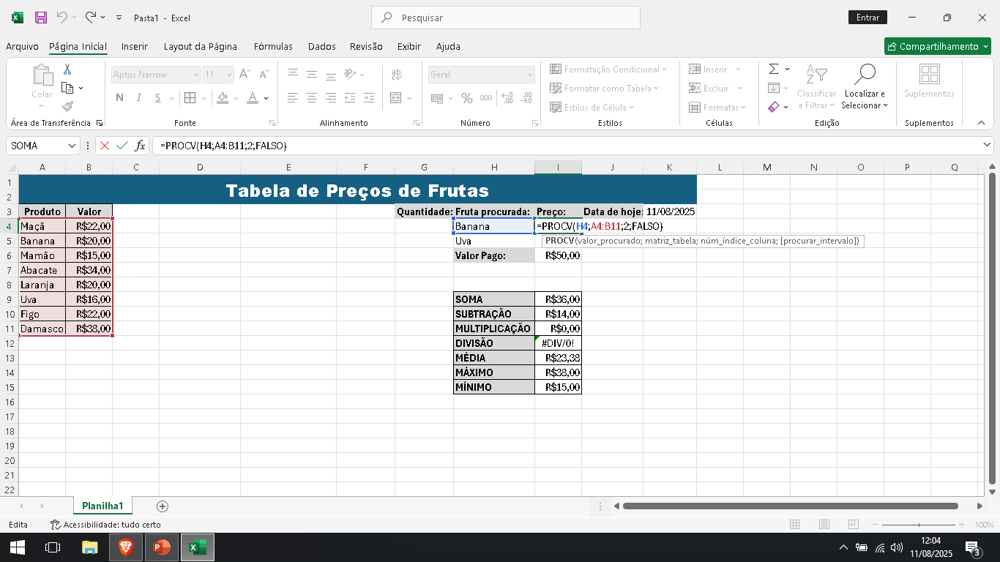 Pasta1 - Excel
Pesquisar
Entrar
Arquivo Página Inicial Inserir Layout da Página Fórmulas Dados Revisão Exibir Ajuda
Compartilhamento
Colar
Área de Transferência
Aptos Narrow 11
N I S A
Fonte
ab
Alinhamento
Geral
% 000
Número
Formatação Condicional
Formatar como Tabela
Estilos de Célula
Estilos
Inserir
Excluir
Formatar
Células
Classificar e Filtrar
Localizar e Selecionar
Edição
Suplementos
Suplementos
SOMA fx =PROCV(H4;A4:B11;2;FALSO)
A B C D E F G H I J K L M N O P Q
1
2 Tabela de Preços de Frutas
3 Produto Valor Quantidade: Fruta procurada: Preço: Data de hoje: 11/08/2025
4 Maçã R$22,00 Banana =PROCV(H4;A4:B11;2;FALSO)
5 Banana R$20,00 Uva PROCV(valor_procurado; matriz_tabela; núm_índice_coluna; [procurar_intervalo])
6 Mamão R$15,00 Valor Pago: R$50,00
7 Abacate R$34,00
8 Laranja R$20,00
9 Uva R$16,00 SOMA R$36,00
10 Figo R$22,00 SUBTRAÇÃO R$14,00
11 Damasco R$38,00 MULTIPLICAÇÃO R$0,00
12 DIVISÃO #DIV/0!
13 MÉDIA R$23,38
14 MÁXIMO R$38,00
15 MÍNIMO R$15,00
16
17
18
19
20
21
22
Planilha1
Edita Acessibilidade: tudo certo 100%
12:04
11/08/2025
3